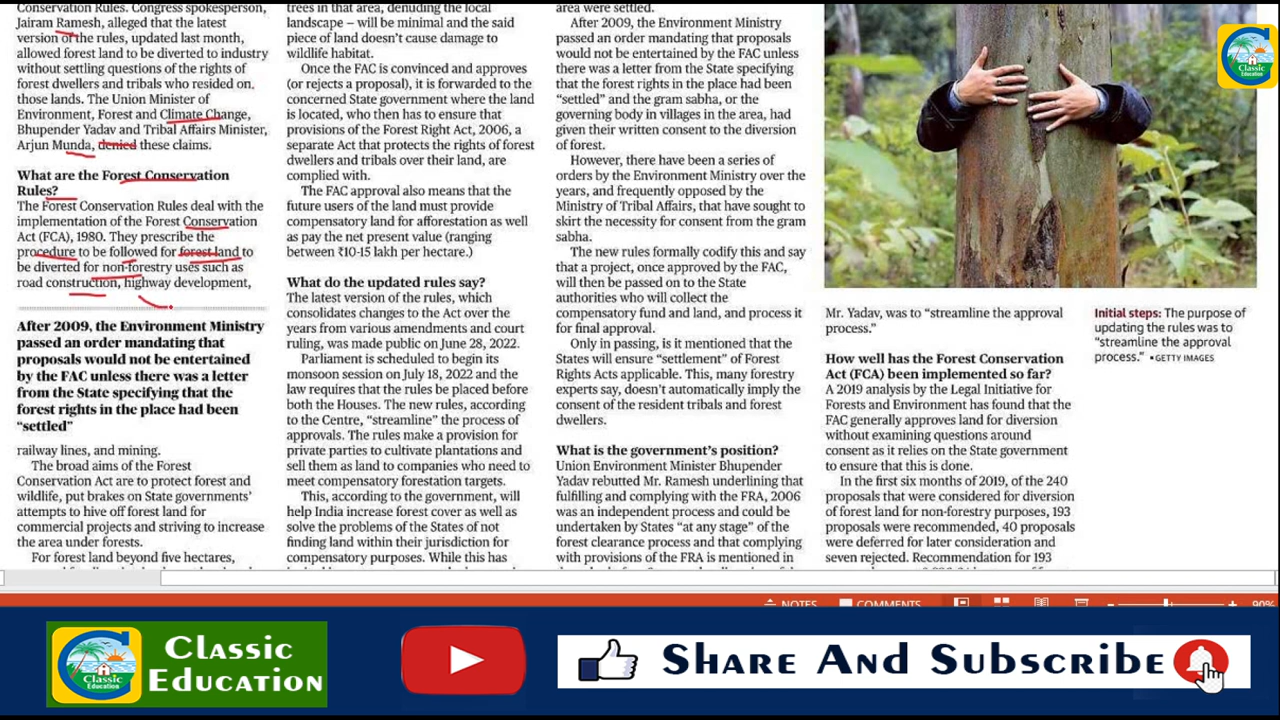 Conservation Rules. Congress spokesperson,
Jairam Ramesh, alleged that the latest
version of the rules, updated last month,
allowed forest land to be diverted to industry
without settling questions of the rights of
forest dwellers and tribals who resided on
those lands. The Union Minister of
Environment, Forest and Climate Change,
Bhupender Yadav and Tribal Affairs Minister,
Arjun Munda, denied these claims.
What are the Forest Conservation
Rules?
The Forest Conservation Rules deal with the
implementation of the Forest Conservation
Act (FCA), 1980. They prescribe the
procedure to be followed for forest land to
be diverted for non-forestry uses such as
road construction, highway development,
After 2009, the Environment Ministry
passed an order mandating that
proposals would not be entertained
by the FAC unless there was a letter
from the State specifying that the
forest rights in the place had been
“settled”
railway lines, and mining.
The broad aims of the Forest
Conservation Act are to protect forest and
wildlife, put brakes on State governments’
attempts to hive off forest land for
commercial projects and striving to increase
the area under forests.
For forest land beyond five hectares,
trees in that area, denuding the local
landscape – will be minimal and the said
piece of land doesn’t cause damage to
wildlife habitat.
Once the FAC is convinced and approves
(or rejects a proposal), it is forwarded to the
concerned State government where the land
is located, who then has to ensure that
provisions of the Forest Right Act, 2006, a
separate Act that protects the rights of forest
dwellers and tribals over their land, are
complied with.
The FAC approval also means that the
future users of the land must provide
compensatory land for afforestation as well
as pay the net present value (ranging
between ₹10-15 lakh per hectare.)
What do the updated rules say?
The latest version of the rules, which
consolidates changes to the Act over the
years from various amendments and court
ruling, was made public on June 28, 2022.
Parliament is scheduled to begin its
monsoon session on July 18, 2022 and the
law requires that the rules be placed before
both the Houses. The new rules, according
to the Centre, “streamline” the process of
approvals. The rules make a provision for
private parties to cultivate plantations and
sell them as land to companies who need to
meet compensatory forestation targets.
This, according to the government, will
help India increase forest cover as well as
solve the problems of the States of not
finding land within their jurisdiction for
compensatory purposes. While this has
area were settled.
After 2009, the Environment Ministry
passed an order mandating that proposals
would not be entertained by the FAC unless
there was a letter from the State specifying
that the forest rights in the place had been
“settled” and the gram sabha, or the
governing body in villages in the area, had
given their written consent to the diversion
of forest.
However, there have been a series of
orders by the Environment Ministry over the
years, and frequently opposed by the
Ministry of Tribal Affairs, that have sought to
skirt the necessity for consent from the gram
sabha.
The new rules formally codify this and say
that a project, once approved by the FAC,
will then be passed on to the State
authorities who will collect the
compensatory fund and land, and process it
for final approval.
Only in passing, is it mentioned that the
States will ensure “settlement” of Forest
Rights Acts applicable. This, many forestry
experts say, doesn’t automatically imply the
consent of the resident tribals and forest
dwellers.
What is the government’s position?
Union Environment Minister Bhupender
Yadav rebutted Mr. Ramesh underlining that
fulfilling and complying with the FRA, 2006
was an independent process and could be
undertaken by States “at any stage” of the
forest clearance process and that complying
with provisions of the FRA is mentioned in
Mr. Yadav, was to “streamline the approval
process.”
How well has the Forest Conservation
Act (FCA) been implemented so far?
A 2019 analysis by the Legal Initiative for
Forests and Environment has found that the
FAC generally approves land for diversion
without examining questions around
consent as it relies on the State government
to ensure that this is done.
In the first six months of 2019, of the 240
proposals that were considered for diversion
of forest land for non-forestry purposes, 193
proposals were recommended, 40 proposals
were deferred for later consideration and
seven rejected. Recommendation for 193
Initial steps: The purpose of
updating the rules was to
“streamline the approval
process.” ▪ GETTY IMAGES
Classic
Education
NOTES COMMENTS 90%
Classic
Education
Classic
Education
Share And Subscribe